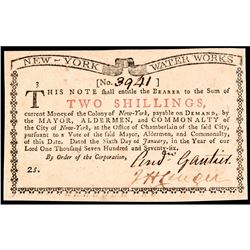 NEW-YORK WATER WORKS
[No. 3941]
THIS NOTE shall entitle the BEARER to the Sum of
TWO SHILLINGS,
current Money of the Colony of New-York, payable on DEMAND, by
the MAYOR, ALDERMEN, and COMMONALTY of
the City of New-York, at the Office of Chamberlain of the said City,
pursuant to a Vote of the said Mayor, Aldermen, and Commonalty,
of this Date. Dated the Sixth Day of January, in the Year of our
Lord One Thousand Seven Hundred and Seventy-six.
By Order of the Corporation,
And. Gautier
2s.